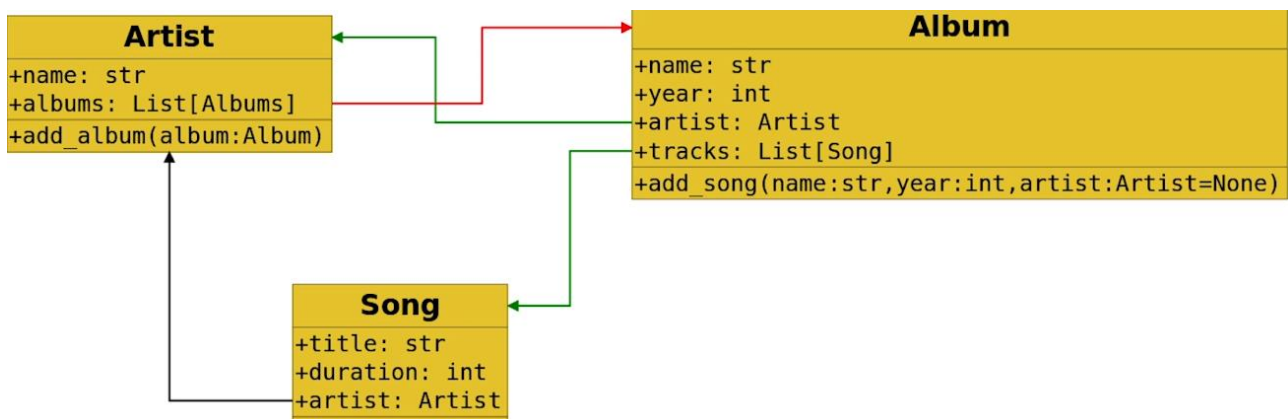 Artist
+name: str
+albums: List[Albums]
+add_album(album:Album)
Album
+name: str
+year: int
+artist: Artist
+tracks: List[Song]
+add_song(name:str,year:int,artist:Artist=None)
Song
+title: str
+duration: int
+artist: Artist